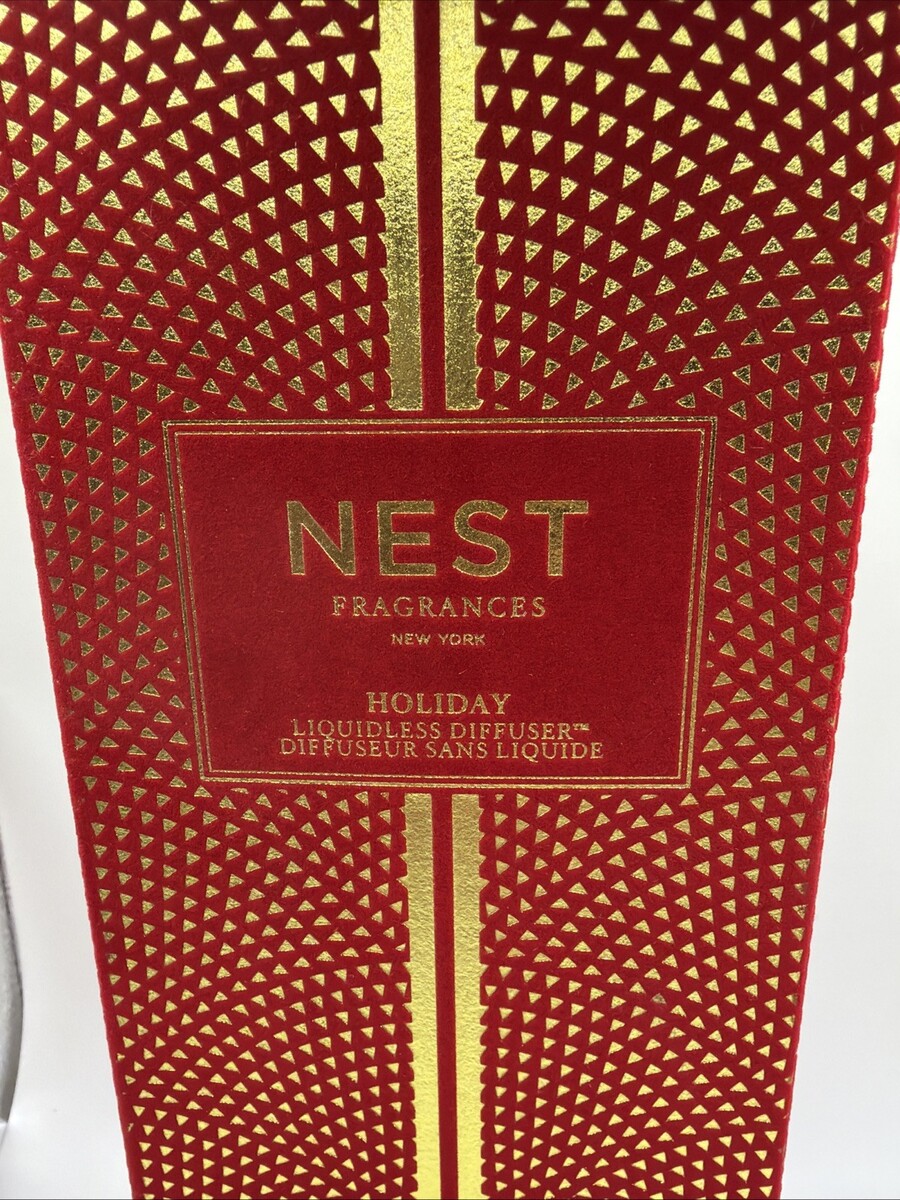 NEST
FRAGRANCES
NEW YORK
HOLIDAY
LIQUIDLESS DIFFUSER™
DIFFUSEUR SANS LIQUIDE